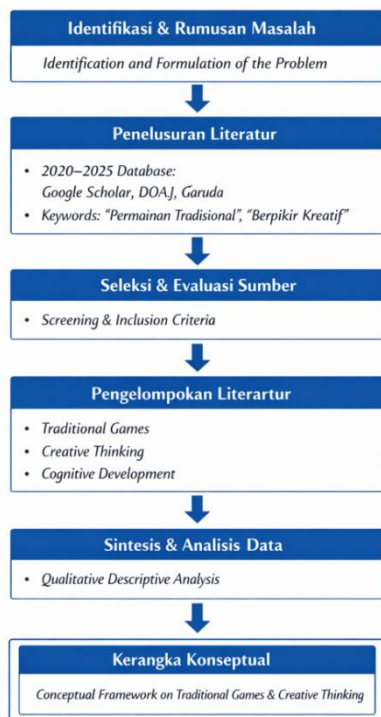 Identifikasi & Rumusan Masalah
Identification and Formulation of the Problem
Penelusuran Literatur
• 2020–2025 Database:
Google Scholar, DOAJ, Garuda
• Keywords: “Permainan Tradisional”, “Berpikir Kreatif”
Seleksi & Evaluasi Sumber
• Screening & Inclusion Criteria
Pengelompokan Literartur
• Traditional Games
• Creative Thinking
• Cognitive Development
Sintesis & Analisis Data
• Qualitative Descriptive Analysis
Kerangka Konseptual
Conceptual Framework on Traditional Games & Creative Thinking